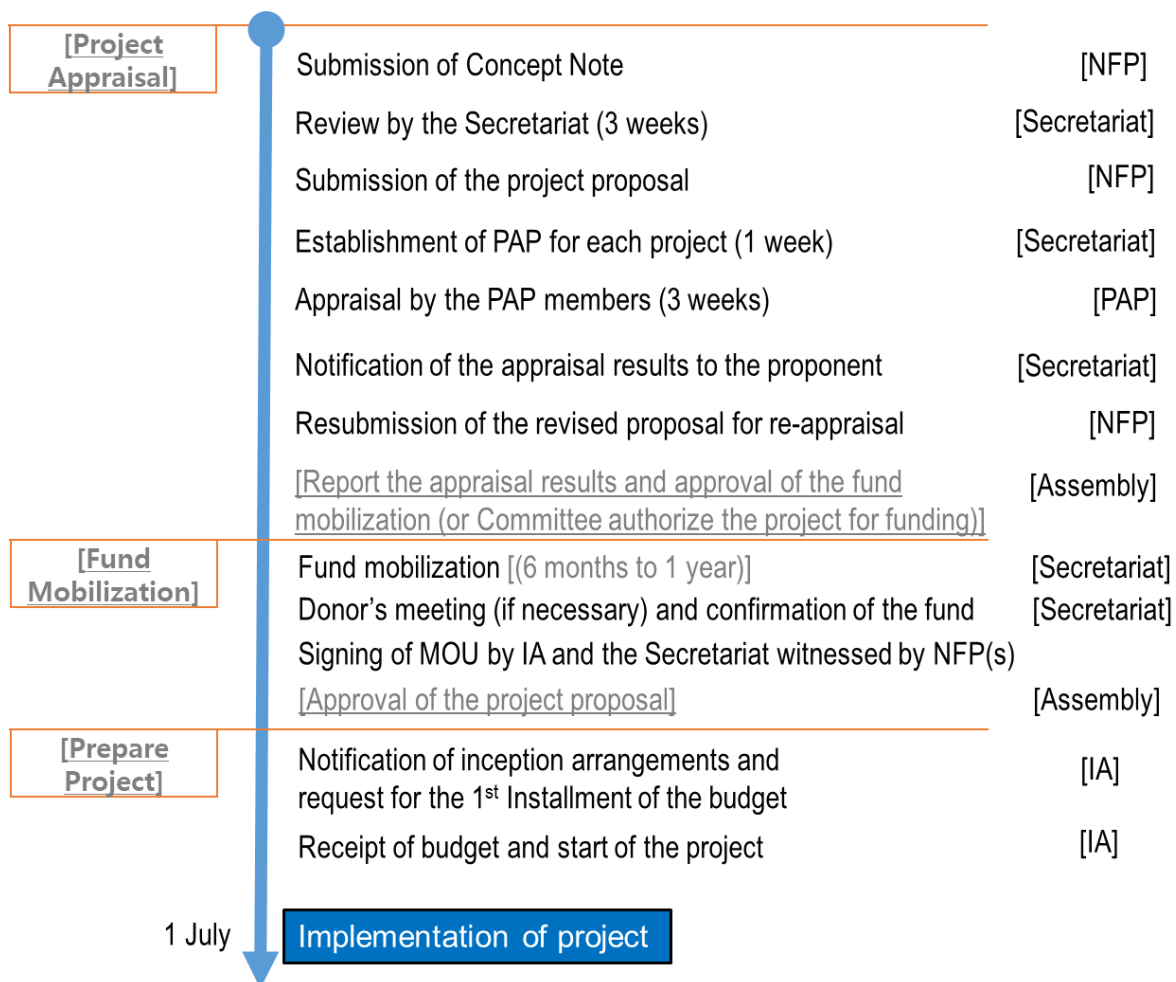 [Project
Appraisal]
Submission of Concept Note [NFP]
Review by the Secretariat (3 weeks) [Secretariat]
Submission of the project proposal [NFP]
Establishment of PAP for each project (1 week) [Secretariat]
Appraisal by the PAP members (3 weeks) [PAP]
Notification of the appraisal results to the proponent [Secretariat]
Resubmission of the revised proposal for re-appraisal [NFP]
[Report the appraisal results and approval of the fund [Assembly]
mobilization (or Committee authorize the project for funding)]
[Fund
Mobilization]
Fund mobilization [(6 months to 1 year)] [Secretariat]
Donor’s meeting (if necessary) and confirmation of the fund [Secretariat]
Signing of MOU by IA and the Secretariat witnessed by NFP(s)
[Approval of the project proposal] [Assembly]
[Prepare
Project]
Notification of inception arrangements and [IA]
request for the 1st Installment of the budget
Receipt of budget and start of the project [IA]
1 July Implementation of project